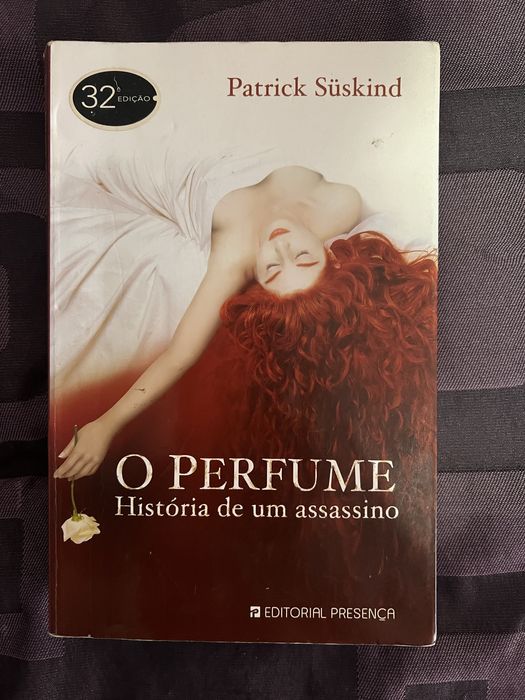 32ª EDIÇÃO
Patrick Süskind
O PERFUME
História de um assassino
EDITORIAL PRESENÇA